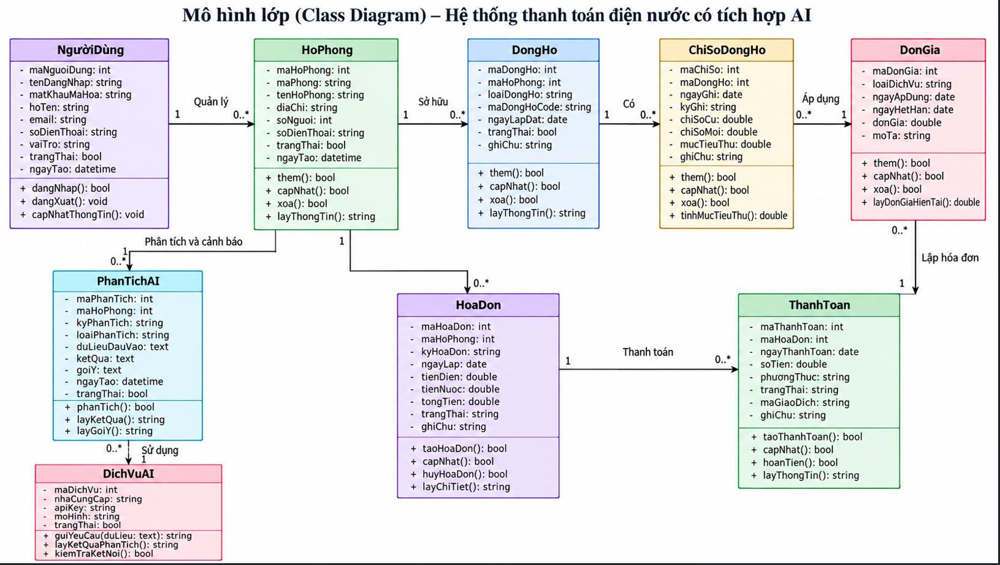 Mô hình lớp (Class Diagram) – Hệ thống thanh toán điện nước có tích hợp AI
NgườiDùng
- maNguoiDung: int
- tenDangNhap: string
- matKhauMaHoa: string
- hoTen: string
- email: string
- soDienThoai: string
- vaiTro: string
- trangThai: bool
- ngayTao: datetime
+ dangNhap(): bool
+ dangXuat(): void
+ capNhatThongTin(): void
Quản lý
1
0..*
HoPhong
- maHoPhong: int
- maPhong: string
- tenHoPhong: string
- diaChi: string
- soNguoi: int
- soDienThoai: string
- trangThai: bool
- ngayTao: datetime
+ them(): bool
+ capNhat(): bool
+ xoa(): bool
+ layThongTin(): string
Sở hữu
1
0..*
DongHo
- maDongHo: int
- maHoPhong: int
- loaiDongHo: string
- maDongHoCode: string
- ngayLapDat: date
- trangThai: bool
- ghiChu: string
+ them(): bool
+ capNhat(): bool
+ xoa(): bool
+ layThongTin(): string
Có
1
0..*
ChiSoDongHo
- maChiSo: int
- maDongHo: int
- ngayGhi: date
- kyGhi: string
- chiSoCu: double
- chiSoMoi: double
- mucTieuThu: double
- ghiChu: string
+ them(): bool
+ capNhat(): bool
+ xoa(): bool
+ tinhMucTieuThu(): double
Áp dụng
0..*
1
DonGia
- maDonGia: int
- loaiDichVu: string
- ngayApDung: date
- ngayHetHan: date
- dơnGia: double
- moTa: string
+ them(): bool
+ capNhat(): bool
+ xoa(): bool
+ layDonGiaHienTai(): double
Phân tích và cảnh báo
1
0..*
1
0..*
0..*
Lập hóa đơn
1
PhanTichAI
- maPhanTich: int
- maHoPhong: int
- kyPhanTich: string
- loaiPhanTich: string
- duLieuDauVao: text
- ketQua: text
- goiY: text
- ngayTao: datetime
- trangThai: bool
+ phanTich(): bool
+ layKetQua(): string
+ layGoiY(): string
0..*
Sử dụng
1
DichVuAI
- maDichVu: int
- nhaCungCap: string
- apiKey: string
- moHinh: string
- trangThai: bool
+ guiYeuCau(duLieu: text): string
+ layKetQuaPhanTich(): string
+ kiemTraKetNoi(): bool
HoaDon
- maHoaDon: int
- maHoPhong: int
- kyHoaDon: string
- ngayLap: date
- tienDien: double
- tienNuoc: double
- tongTien: double
- trangThai: string
- ghiChu: string
+ taoHoaDon(): bool
+ capNhat(): bool
+ huyHoaDon(): bool
+ layChiTiet(): string
Thanh toán
1
0..*
ThanhToan
- maThanhToan: int
- maHoaDon: int
- ngayThanhToan: date
- soTien: double
- phươngThuc: string
- trangThai: string
- maGiaoDich: string
- ghiChu: string
+ taoThanhToan(): bool
+ capNhat(): bool
+ hoanTien(): bool
+ layThongTin(): string